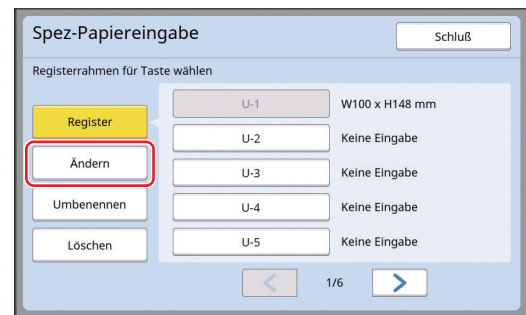 Spez-Papiereingabe
Schluß
Registerrahmen für Taste wählen
Register
Ändern
Umbenennen
Löschen
U-1 W100 x H148 mm
U-2 Keine Eingabe
U-3 Keine Eingabe
U-4 Keine Eingabe
U-5 Keine Eingabe
1/6